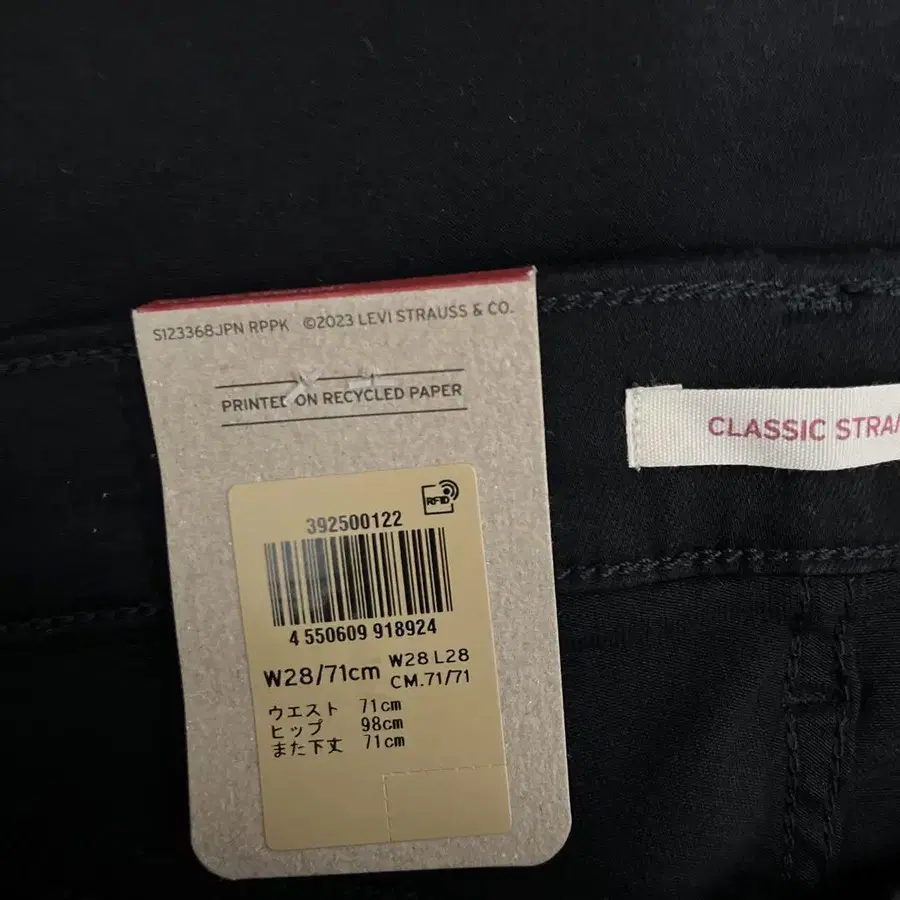 S123368JPN RPPK ©2023 LEVI STRAUSS & CO.
PRINTED ON RECYCLED PAPER
RFID
392500122
4 550609 918924
W28/71cm
W28 L28
CM.71/71
ウエスト 71cm
ヒップ 98cm
また下丈 71cm
CLASSIC